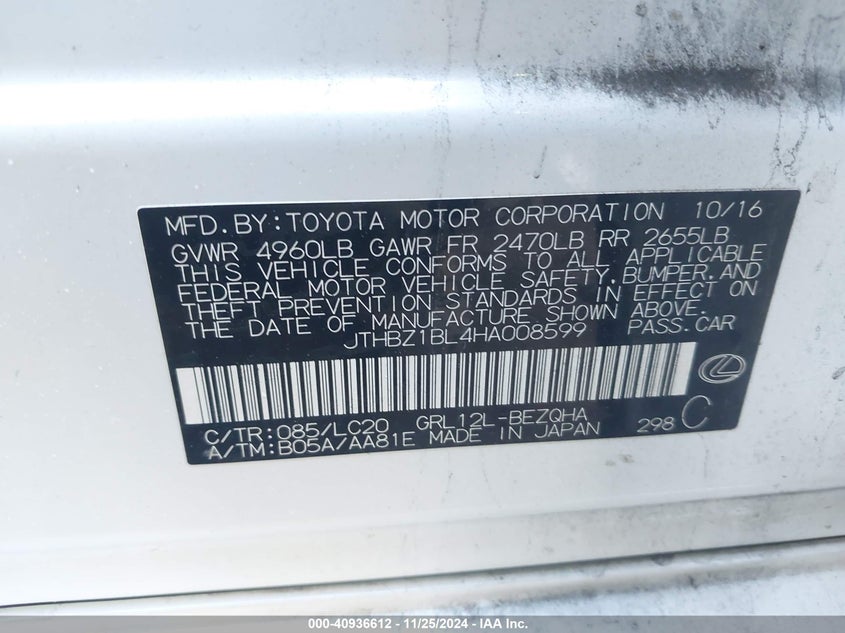 MFD.BY:TOYOTA MOTOR CORPORATION 10/16
GVWR 4960LB GAWR FR 2470LB RR 2655LB
THIS VEHICLE CONFORMS TO ALL APPLICABLE
FEDERAL MOTOR VEHICLE SAFETY,BUMPER,AND
THEFT PREVENTION STANDARDS IN EFFECT ON
THE DATE OF MANUFACTURE SHOWN ABOVE.
JTHBZ1BL4HA008599 PASS.CAR
C/TR:085/LC20 GRL12L-BEZQHA
A/TM:B05A/AA81E MADE IN JAPAN 298 C
000-40936612 - 11/25/2024 - IAA Holdings, Inc.